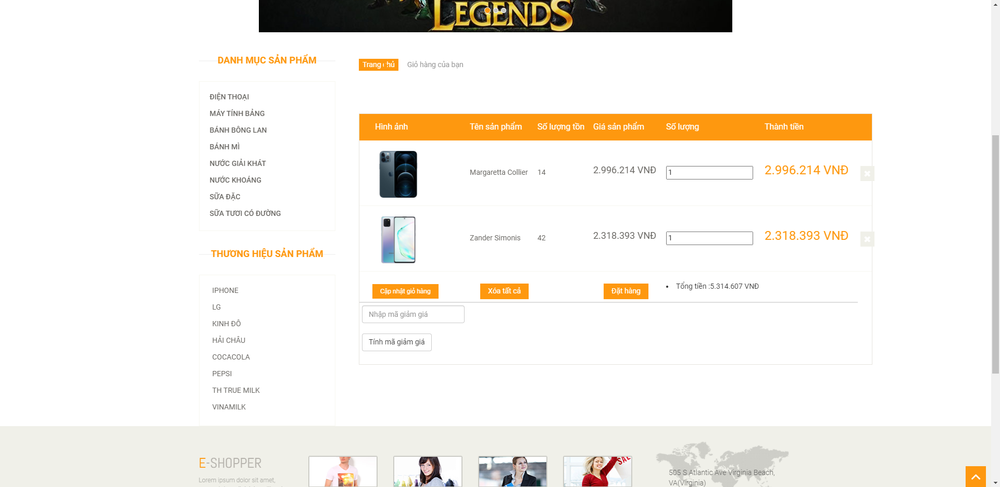 LEGENDS
DANH MỤC SẢN PHẨM
ĐIỆN THOẠI
MÁY TÍNH BẢNG
BÁNH BÔNG LAN
BÁNH MÌ
NƯỚC GIẢI KHÁT
NƯỚC KHOÁNG
SỮA ĐẶC
SỮA TƯƠI CÓ ĐƯỜNG
THƯƠNG HIỆU SẢN PHẨM
IPHONE
LG
KINH ĐÔ
HẢI CHÂU
COCACOLA
PEPSI
TH TRUE MILK
VINAMILK
Trang chủ Giỏ hàng của bạn
Hình ảnh Tên sản phẩm Số lượng tồn Giá sản phẩm Số lượng Thành tiền
Margaretta Collier 14 2.996.214 VNĐ 1 2.996.214 VNĐ
Zander Simonis 42 2.318.393 VNĐ 1 2.318.393 VNĐ
Cập nhật giỏ hàng Xóa tất cả Đặt hàng Tổng tiền :5.314.607 VNĐ
Nhập mã giảm giá
Tính mã giảm giá
E-SHOPPER
Lorem ipsum dolor sit amet,
SALE
505 S Atlantic Ave Virginia Beach,
VA(Virginia)